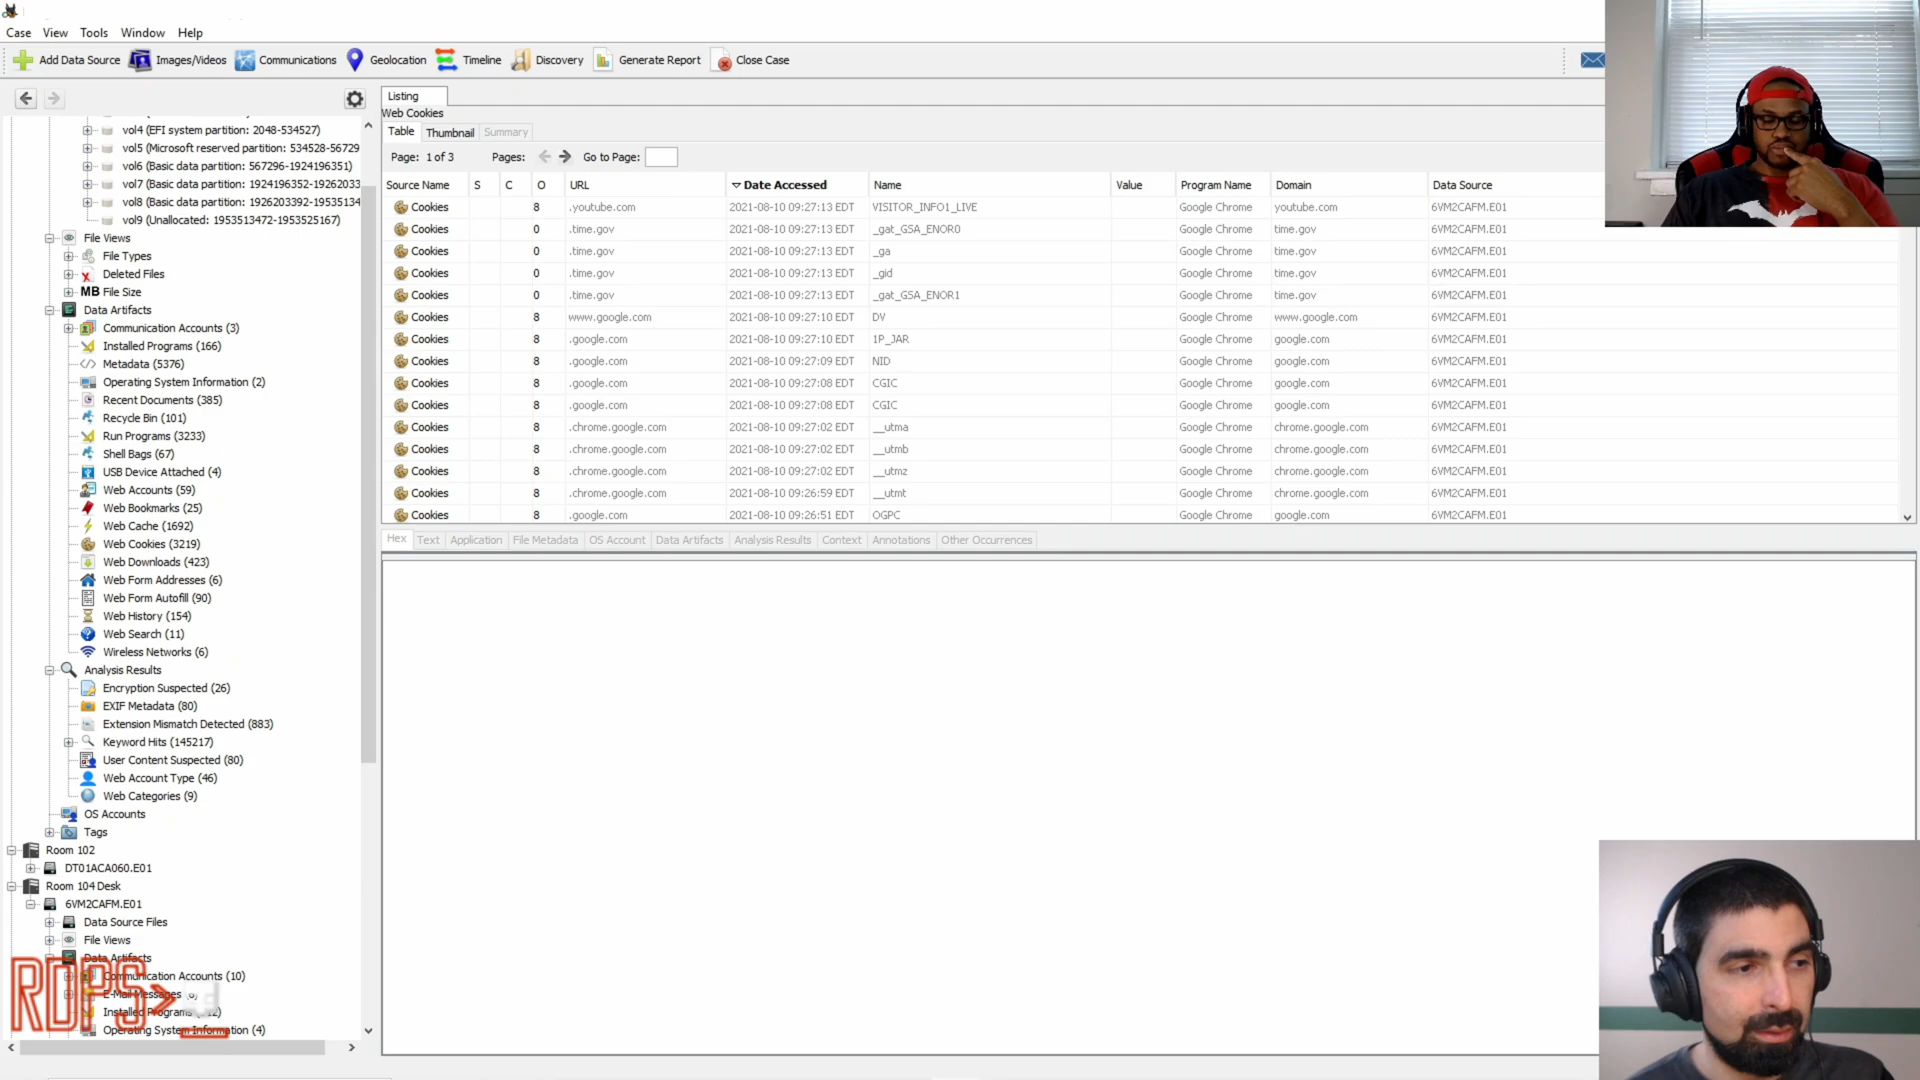 Case View Tools Window Help
Add Data Source Images/Videos Communications Geolocation Timeline Discovery Generate Report Close Case
vol4 (EFI system partition: 2048-534527)
vol5 (Microsoft reserved partition: 534528-56729
vol6 (Basic data partition: 567296-1924196351)
vol7 (Basic data partition: 1924196352-19262033
vol8 (Basic data partition: 1926203392-19535134
vol9 (Unallocated: 1953513472-1953525167)
File Views
File Types
Deleted Files
MB File Size
Data Artifacts
Communication Accounts (3)
Installed Programs (166)
Metadata (5376)
Operating System Information (2)
Recent Documents (385)
Recycle Bin (101)
Run Programs (3233)
Shell Bags (67)
USB Device Attached (4)
Web Accounts (59)
Web Bookmarks (25)
Web Cache (1692)
Web Cookies (3219)
Web Downloads (423)
Web Form Addresses (6)
Web Form Autofill (90)
Web History (154)
Web Search (11)
Wireless Networks (6)
Analysis Results
Encryption Suspected (26)
EXIF Metadata (80)
Extension Mismatch Detected (883)
Keyword Hits (145217)
User Content Suspected (80)
Web Account Type (46)
Web Categories (9)
OS Accounts
Tags
Room 102
DT01ACA060.E01
Room 104 Desk
6VM2CAFM.E01
Data Source Files
File Views
Data Artifacts
Communication Accounts (10)
E-Mail Messages
Installed Programs
Operating System Information (4)
RDPS>
Listing
Web Cookies
Table Thumbnail Summary
Page: 1 of 3 Pages: Go to Page:
Source Name S C O URL Date Accessed Name Value Program Name Domain Data Source
Cookies 8 .youtube.com 2021-08-10 09:27:13 EDT VISITOR_INFO1_LIVE Google Chrome youtube.com 6VM2CAFM.E01
Cookies 0 .time.gov 2021-08-10 09:27:13 EDT _gat_GSA_ENOR0 Google Chrome time.gov 6VM2CAFM.E01
Cookies 0 .time.gov 2021-08-10 09:27:13 EDT _ga Google Chrome time.gov 6VM2CAFM.E01
Cookies 0 .time.gov 2021-08-10 09:27:13 EDT _gid Google Chrome time.gov 6VM2CAFM.E01
Cookies 0 .time.gov 2021-08-10 09:27:13 EDT _gat_GSA_ENOR1 Google Chrome time.gov 6VM2CAFM.E01
Cookies 8 www.google.com 2021-08-10 09:27:10 EDT DV Google Chrome www.google.com 6VM2CAFM.E01
Cookies 8 .google.com 2021-08-10 09:27:10 EDT 1P_JAR Google Chrome google.com 6VM2CAFM.E01
Cookies 8 .google.com 2021-08-10 09:27:09 EDT NID Google Chrome google.com 6VM2CAFM.E01
Cookies 8 .google.com 2021-08-10 09:27:08 EDT CGIC Google Chrome google.com 6VM2CAFM.E01
Cookies 8 .google.com 2021-08-10 09:27:08 EDT CGIC Google Chrome google.com 6VM2CAFM.E01
Cookies 8 .chrome.google.com 2021-08-10 09:27:02 EDT __utma Google Chrome chrome.google.com 6VM2CAFM.E01
Cookies 8 .chrome.google.com 2021-08-10 09:27:02 EDT __utmb Google Chrome chrome.google.com 6VM2CAFM.E01
Cookies 8 .chrome.google.com 2021-08-10 09:27:02 EDT __utmz Google Chrome chrome.google.com 6VM2CAFM.E01
Cookies 8 .chrome.google.com 2021-08-10 09:26:59 EDT __utmt Google Chrome chrome.google.com 6VM2CAFM.E01
Cookies 8 .google.com 2021-08-10 09:26:51 EDT OGPC Google Chrome google.com 6VM2CAFM.E01
Hex Text Application File Metadata OS Account Data Artifacts Analysis Results Context Annotations Other Occurrences